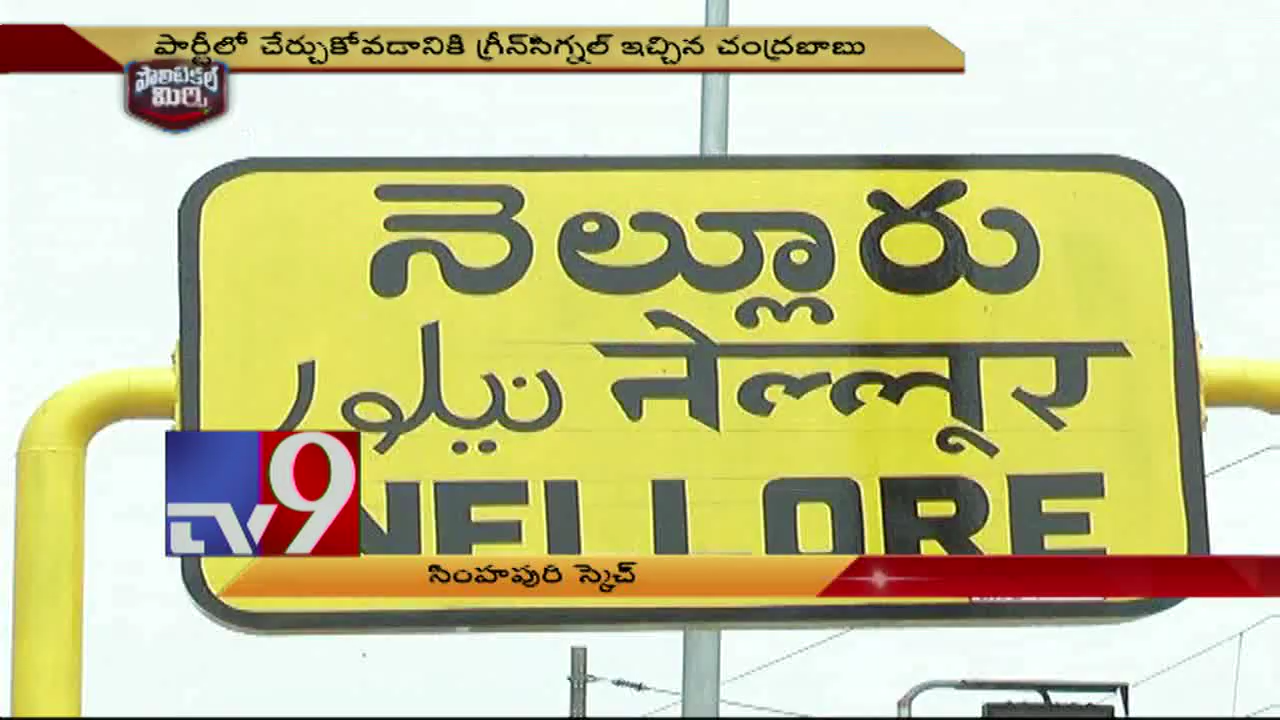 పార్టీలో చేర్చుకోవడానికి గ్రీన్‌సిగ్నల్ ఇచ్చిన చంద్రబాబు
పొలిటికల్
మిర్చి
నెల్లూరు
नेल्लूर نیلور
NELLORE
TV9
సింహపురి స్కెచ్